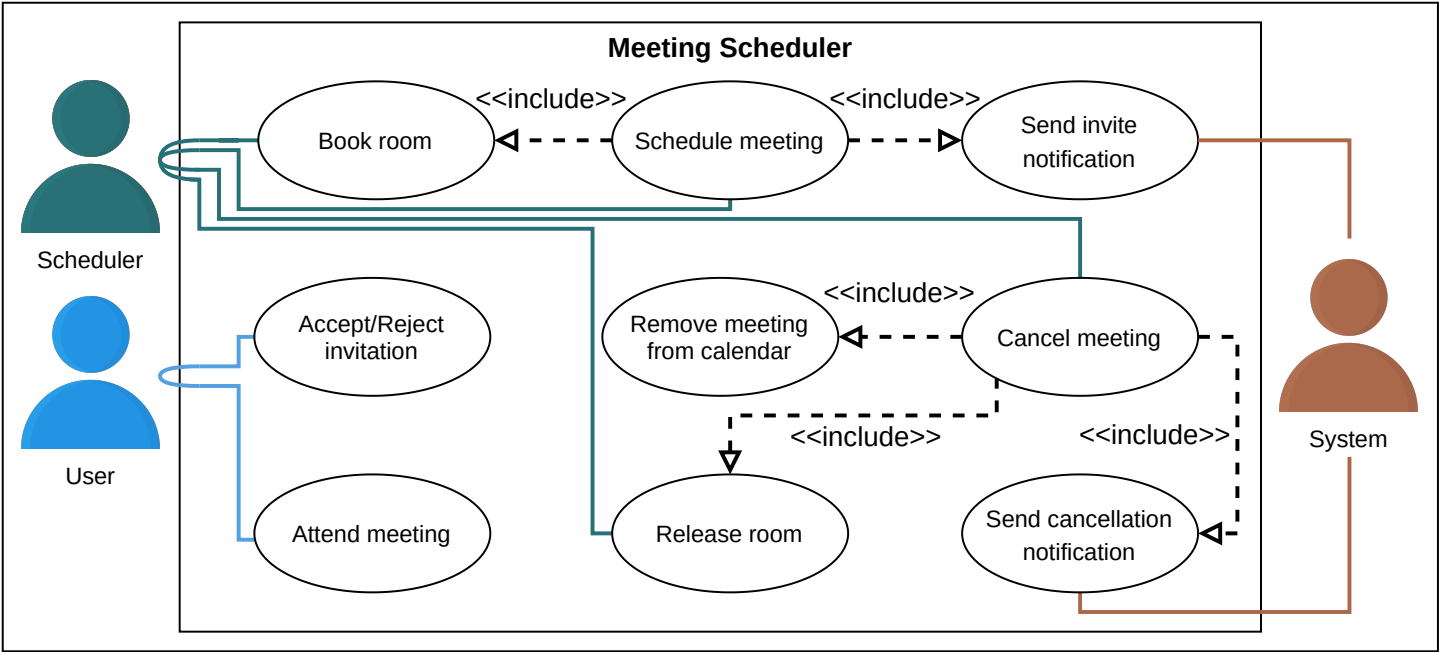 Meeting Scheduler
<<include>>
<<include>>
Book room
Schedule meeting
Send invite
notification
Scheduler
<<include>>
Accept/Reject
invitation
Remove meeting
from calendar
Cancel meeting
<<include>>
<<include>>
System
User
Attend meeting
Release room
Send cancellation
notification